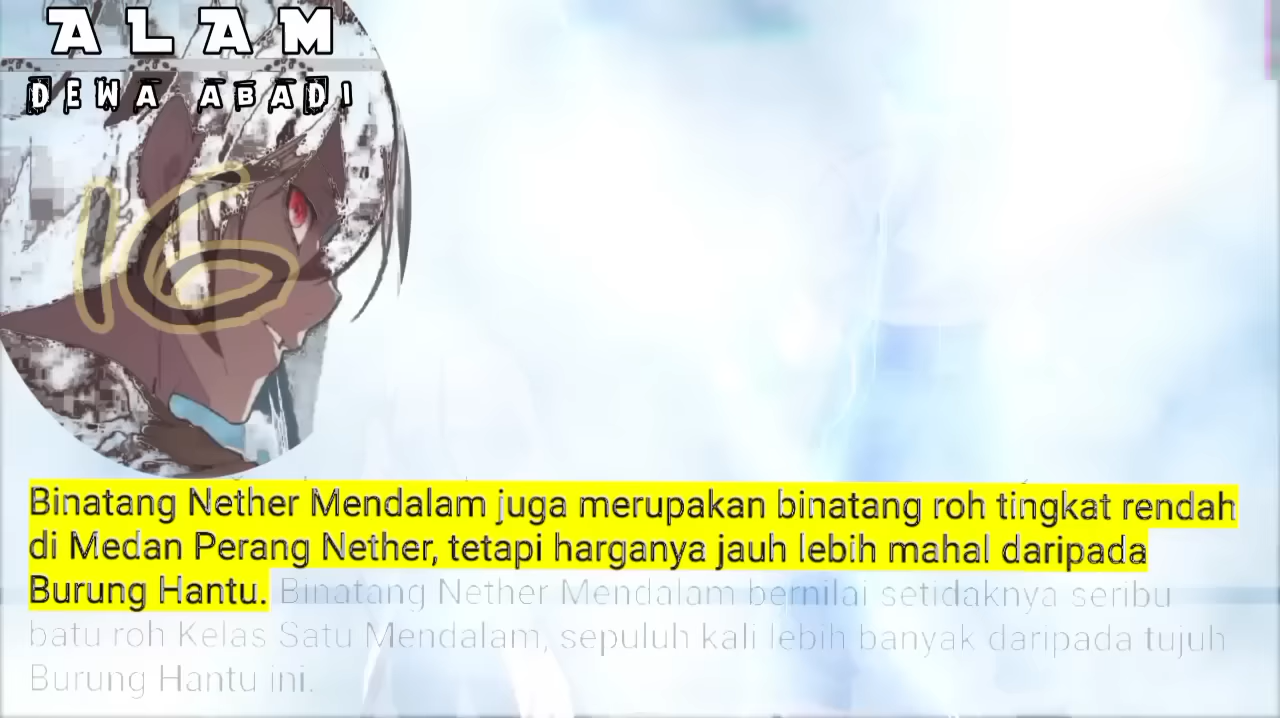 ALAM
DEWA ABADI
16
Binatang Nether Mendalam juga merupakan binatang roh tingkat rendah
di Medan Perang Nether, tetapi harganya jauh lebih mahal daripada
Burung Hantu. Binatang Nether Mendalam bernilai setidaknya seribu
batu roh Kelas Satu Mendalam, sepuluh kali lebih banyak daripada tujuh
Burung Hantu ini.